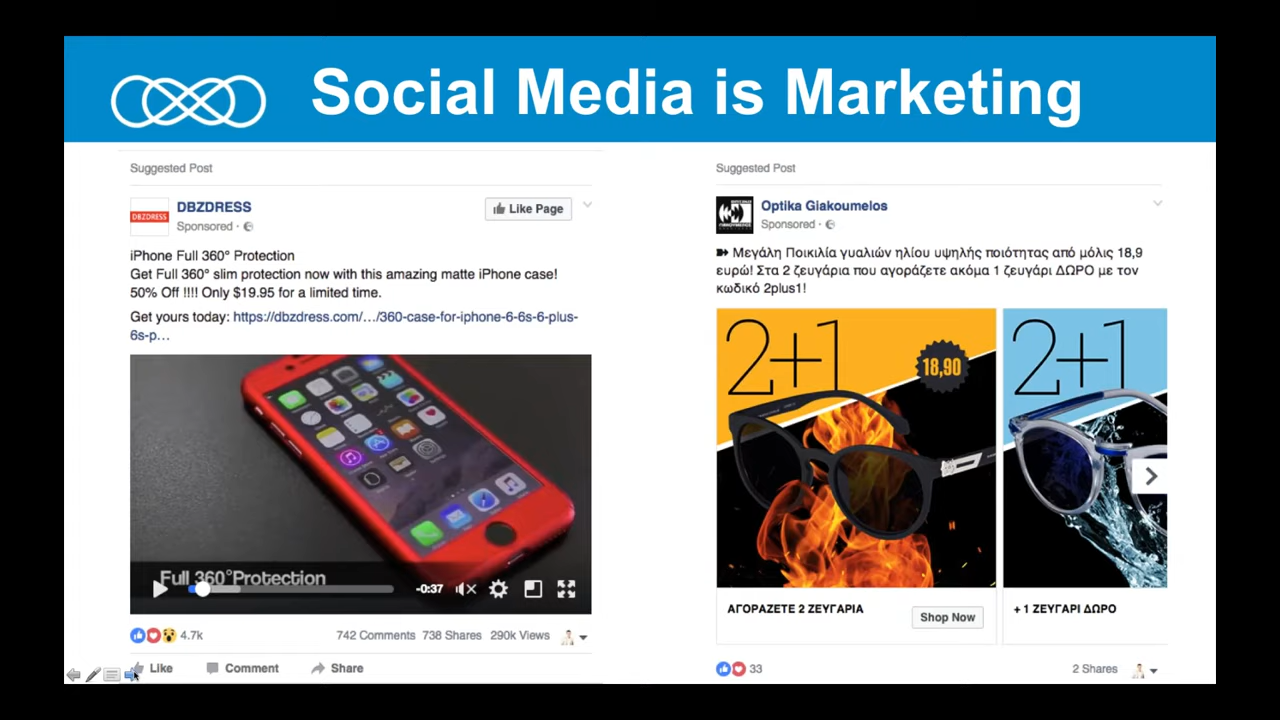 Social Media is Marketing
Suggested Post
DBZDRESS
DBZDRESS
Like Page
Sponsored ·
iPhone Full 360° Protection
Get Full 360° slim protection now with this amazing matte iPhone case!
50% Off !!!! Only $19.95 for a limited time.
Get yours today: https://dbzdress.com/…/360-case-for-iphone-6-6s-6-plus-
6s-p…
Full 360°Protection
-0:37
4.7k
742 Comments 738 Shares 290k Views
Like Comment Share
Suggested Post
Optika Giakoumelos
Sponsored ·
➽ Μεγάλη Ποικιλία γυαλιών ηλίου υψηλής ποιότητας από μόλις 18,9
ευρώ! Στα 2 ζευγάρια που αγοράζετε ακόμα 1 ζευγάρι ΔΩΡΟ με τον
κωδικό 2plus1!
2+1
18,90
2+1
ΑΓΟΡΑΖΕΤΕ 2 ΖΕΥΓΑΡΙΑ
Shop Now
+ 1 ΖΕΥΓΑΡΙ ΔΩΡΟ
33
2 Shares